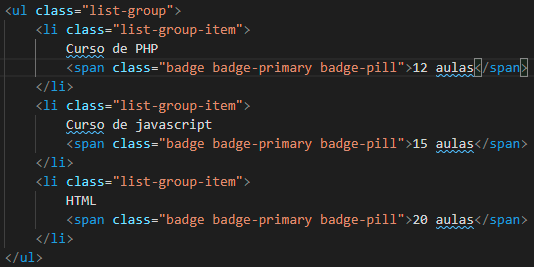 <ul class="list-group">
<li class="list-group-item">
Curso de PHP
<span class="badge badge-primary badge-pill">12 aulas</span>
</li>
<li class="list-group-item">
Curso de javascript
<span class="badge badge-primary badge-pill">15 aulas</span>
</li>
<li class="list-group-item">
HTML
<span class="badge badge-primary badge-pill">20 aulas</span>
</li>
</ul>